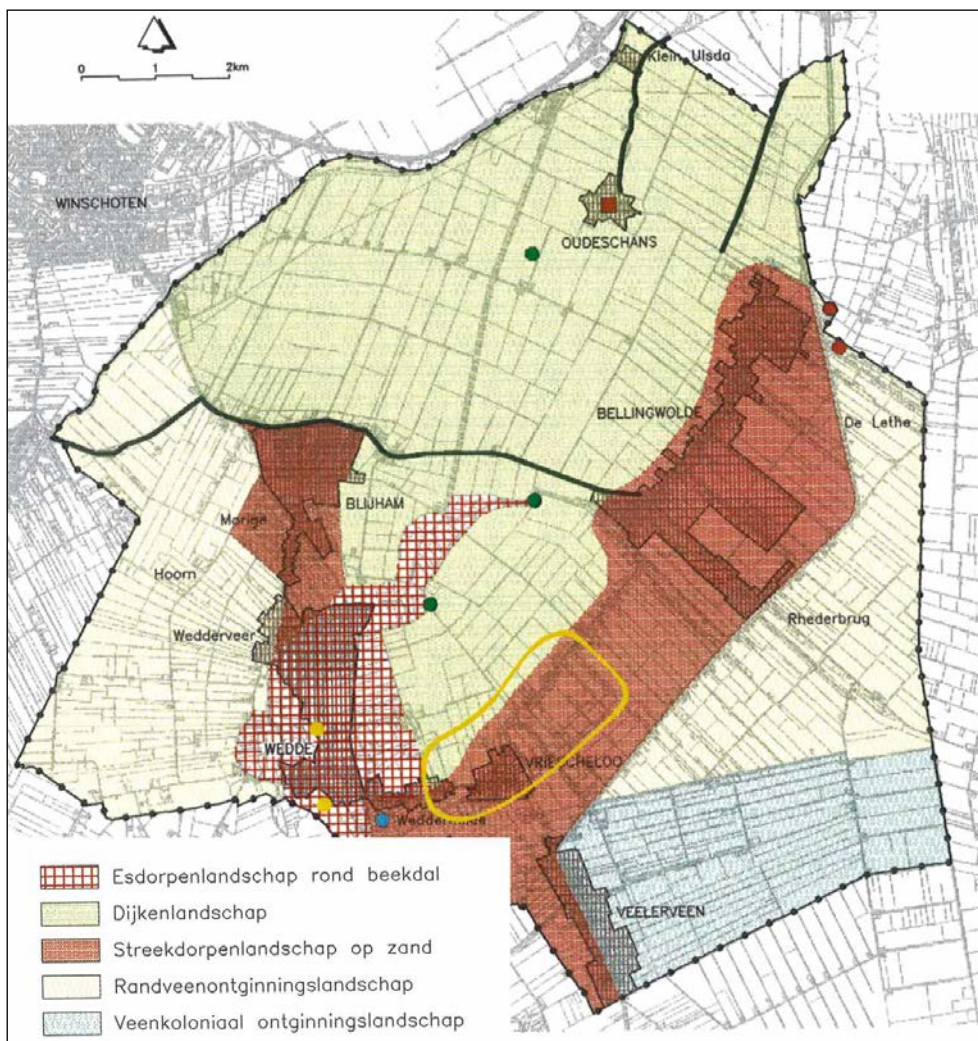 0 1 2km
Klein Ulsda
WINSCHOTEN
OUDESCHANS
BELLINGWOLDE
De Lethe
BLIJHAM
Morige
Hoorn
Wedderveer
Rhederbrug
WEDDE
VRIESCHELOO
VEELERVEEN
Esdorpenlandschap rond beekdal
Dijkenlandschap
Streekdorpenlandschap op zand
Randveenontginningslandschap
Veenkoloniaal ontginningslandschap